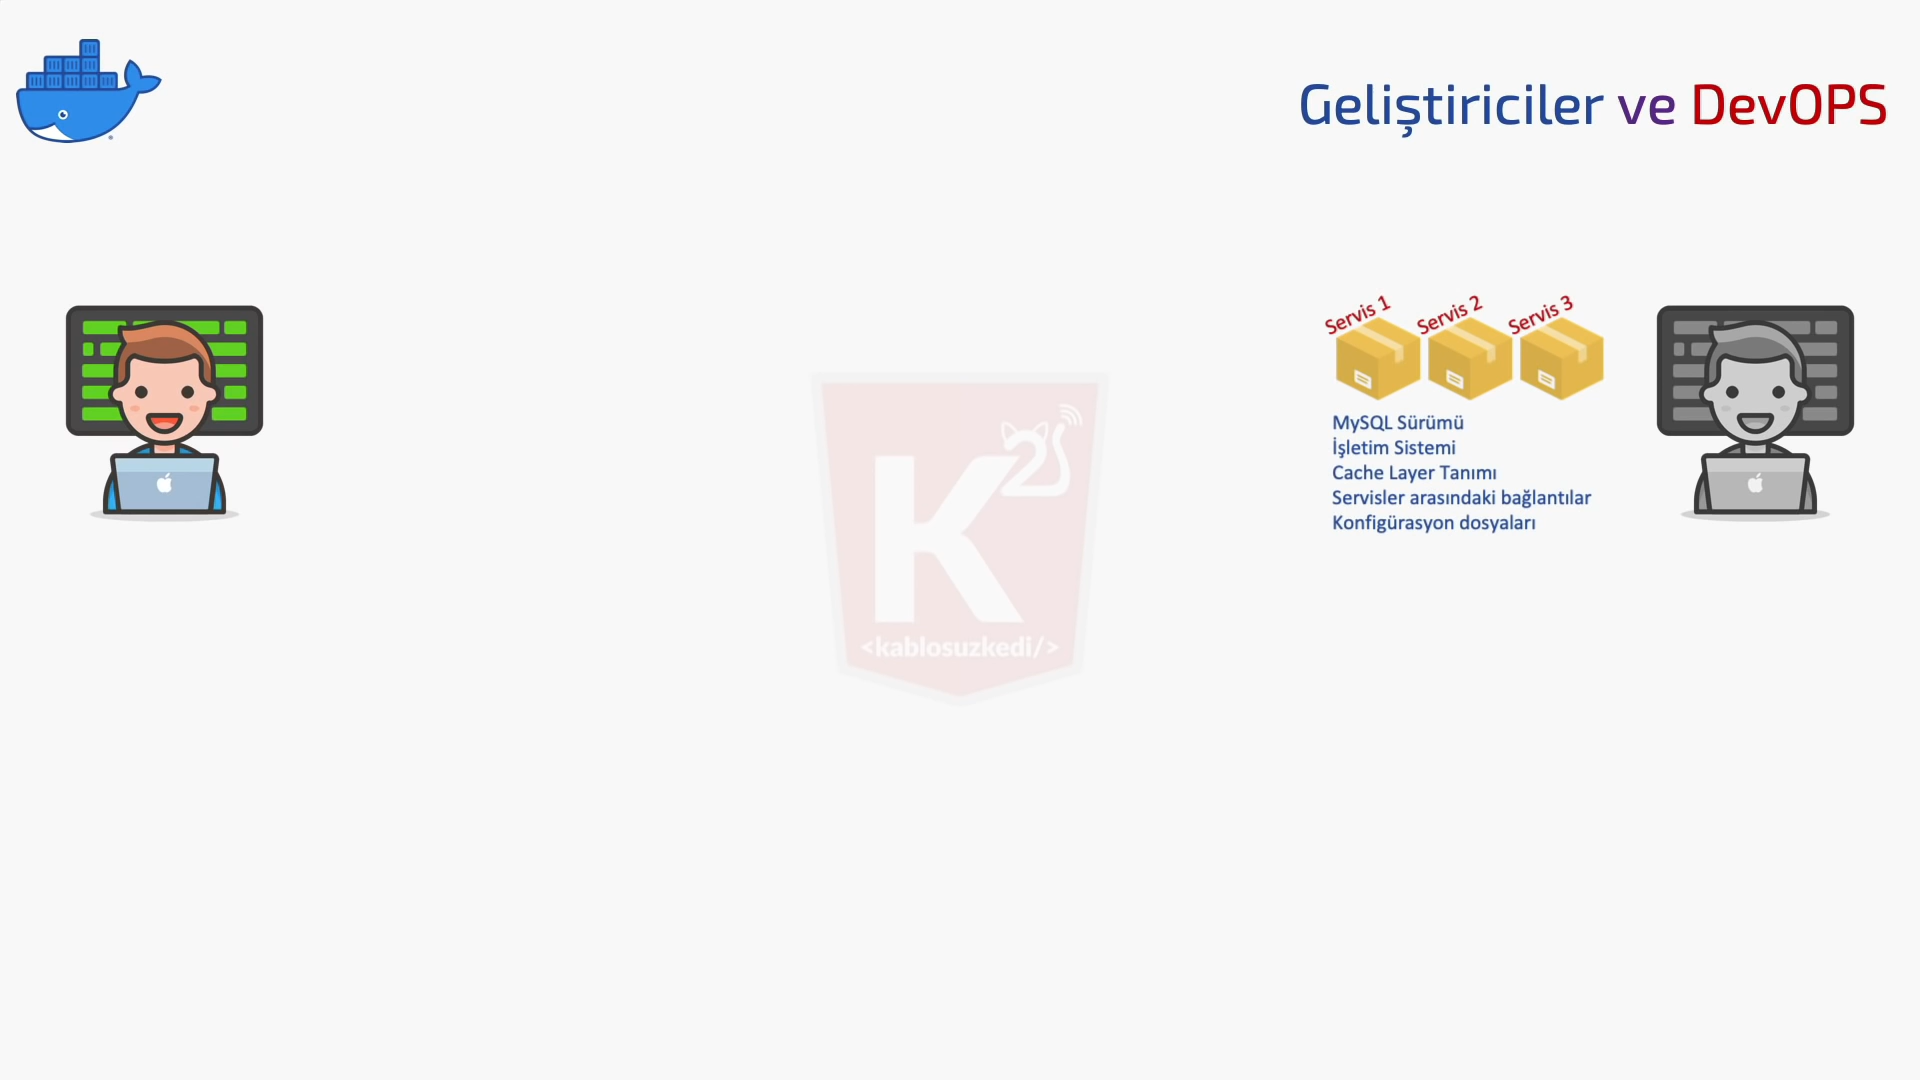 Geliştiriciler ve DevOPS
Servis 1 Servis 2 Servis 3
MySQL Sürümü
İşletim Sistemi
Cache Layer Tanımı
Servisler arasındaki bağlantılar
Konfigürasyon dosyaları
K2
<kablosuzkedi/>